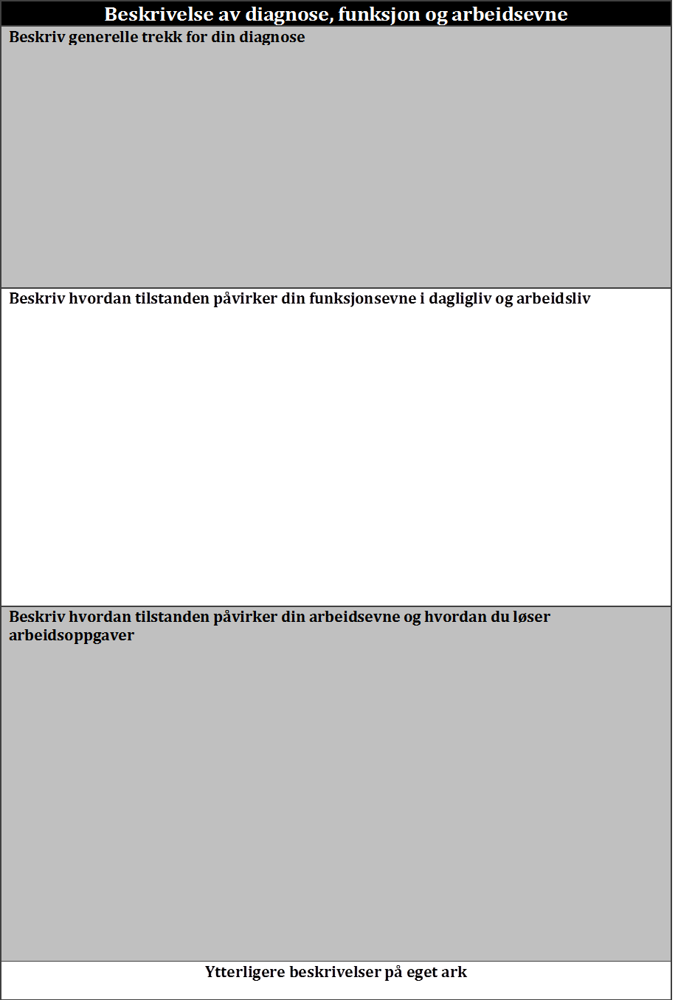 Beskrivelse av diagnose, funksjon og arbeidsevne
Beskriv generelle trekk for din diagnose
Beskriv hvordan tilstanden påvirker din funksjonsevne i dagligliv og arbeidsliv
Beskriv hvordan tilstanden påvirker din arbeidsevne og hvordan du løser
arbeidsoppgaver
Ytterligere beskrivelser på eget ark